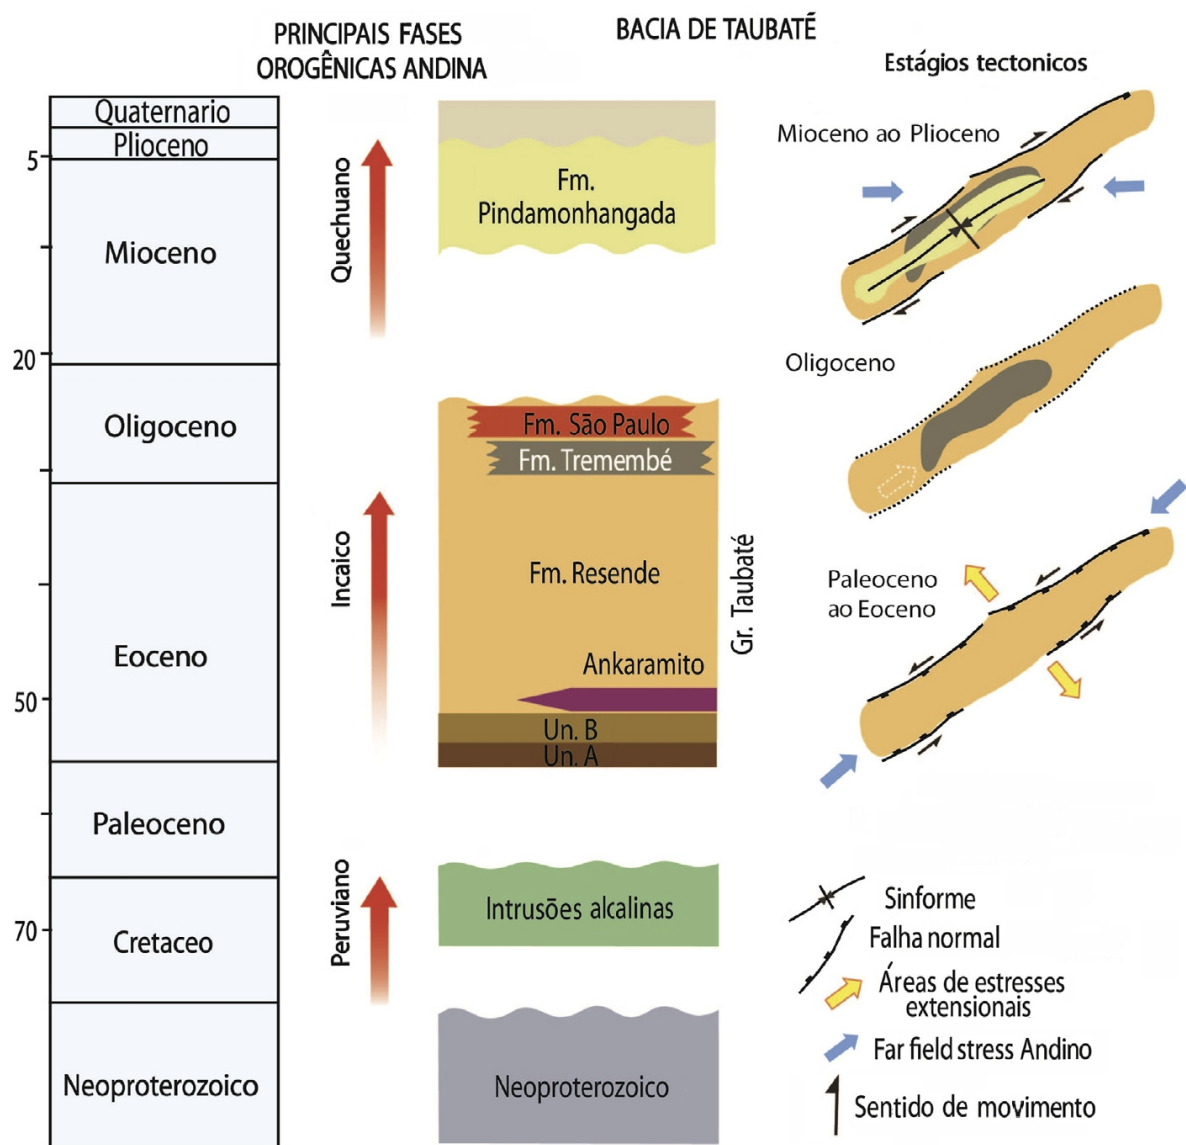 PRINCIPAIS FASES
OROGÊNICAS ANDINA
BACIA DE TAUBATÉ
Estágios tectonicos
Quaternario
Plioceno
5
Mioceno
20
Oligoceno
Eoceno
50
Paleoceno
70
Cretaceo
Neoproterozoico
Quechuano
Incaico
Peruviano
Fm.
Pindamonhangada
Fm. São Paulo
Fm. Tremembé
Fm. Resende
Ankaramito
Un. B
Un. A
Gr. Taubaté
Intrusões alcalinas
Neoproterozoico
Mioceno ao Plioceno
Oligoceno
Paleoceno
ao Eoceno
Sinforme
Falha normal
Áreas de estresses
extensionais
Far field stress Andino
Sentido de movimento